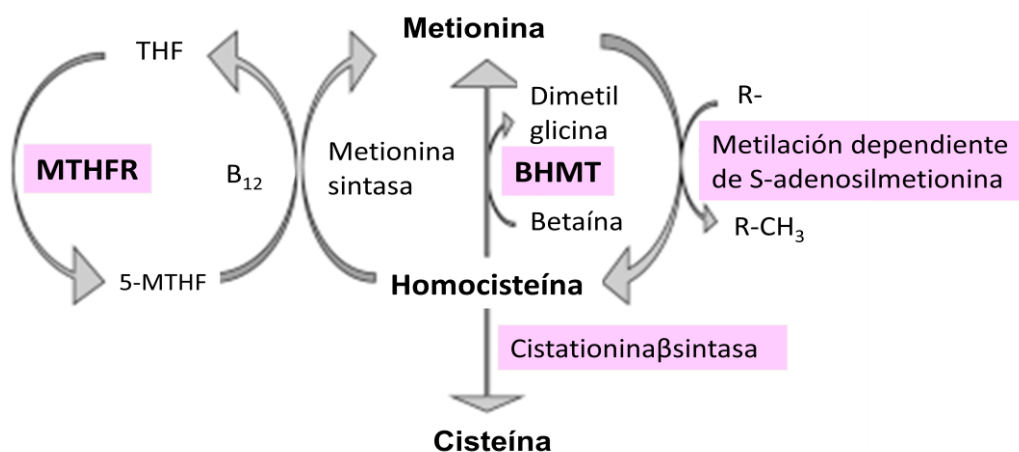 Metionina
THF
Dimetil
glicina
R-
MTHFR
B₁₂
Metionina
sintasa
BHMT
Metilación dependiente
de S-adenosilmetionina
Betaína
R-CH₃
5-MTHF
Homocisteína
Cistationinaβsintasa
Cisteína